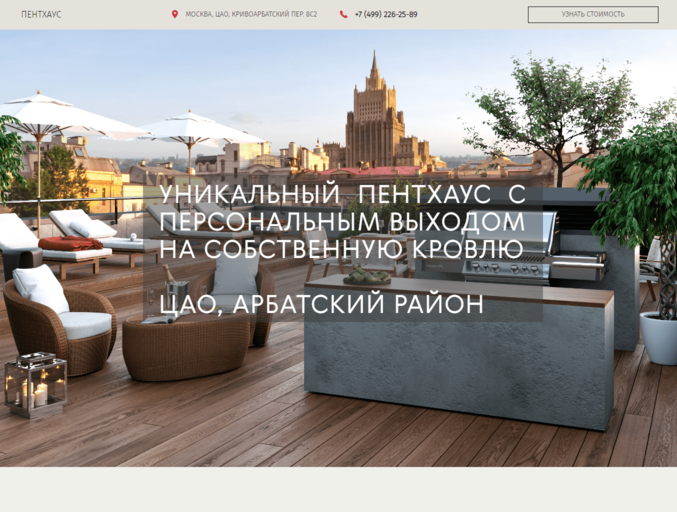 ПЕНТХАУС
МОСКВА, ЦАО, КРИВОАРБАТСКИЙ ПЕР. 8С2
+7 (499) 226-25-89
УЗНАТЬ СТОИМОСТЬ
УНИКАЛЬНЫЙ ПЕНТХАУС С
ПЕРСОНАЛЬНЫМ ВЫХОДОМ
НА СОБСТВЕННУЮ КРОВЛЮ
ЦАО, АРБАТСКИЙ РАЙОН